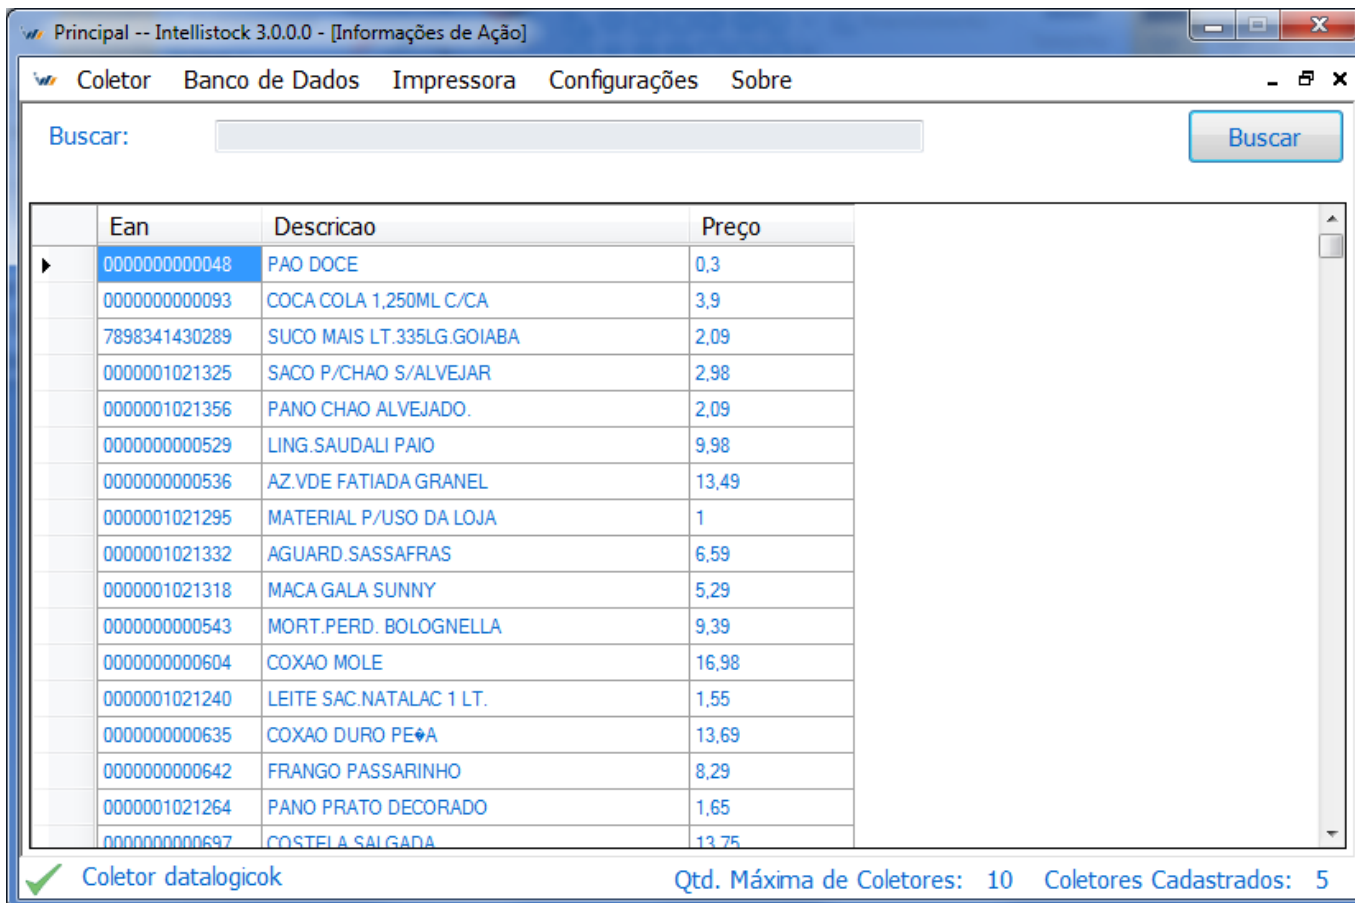 Principal -- Intellistock 3.0.0.0 - [Informações de Ação]
Coletor Banco de Dados Impressora Configurações Sobre
Buscar: Buscar
Ean Descricao Preço
0000000000048 PAO DOCE 0,3
0000000000093 COCA COLA 1,250ML C/CA 3,9
7898341430289 SUCO MAIS LT.335LG.GOIABA 2,09
0000001021325 SACO P/CHAO S/ALVEJAR 2,98
0000001021356 PANO CHAO ALVEJADO. 2,09
0000000000529 LING.SAUDALI PAIO 9,98
0000000000536 AZ.VDE FATIADA GRANEL 13,49
0000001021295 MATERIAL P/USO DA LOJA 1
0000001021332 AGUARD.SASSAFRAS 6,59
0000001021318 MACA GALA SUNNY 5,29
0000000000543 MORT.PERD. BOLOGNELLA 9,39
0000000000604 COXAO MOLE 16,98
0000001021240 LEITE SAC.NATALAC 1 LT. 1,55
0000000000635 COXAO DURO PE�A 13,69
0000000000642 FRANGO PASSARINHO 8,29
0000001021264 PANO PRATO DECORADO 1,65
0000000000697 COSTELA SALGADA 13,75
Coletor datalogicok Qtd. Máxima de Coletores: 10 Coletores Cadastrados: 5